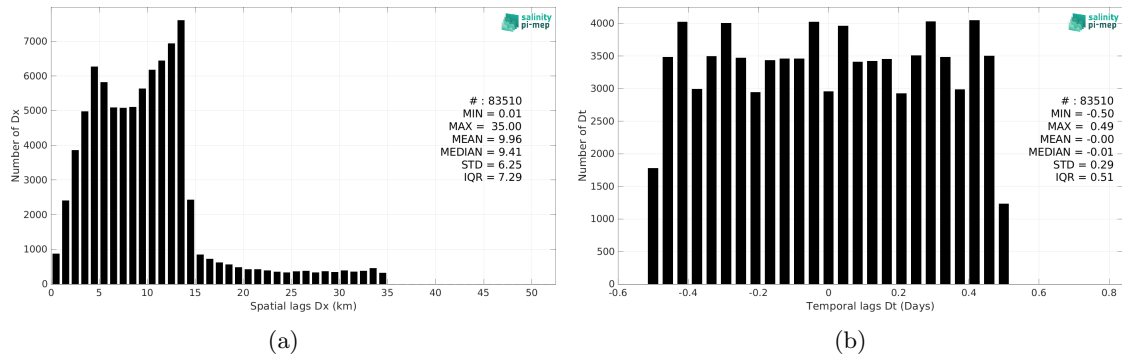 salinity
pi-mep
Number of Dx
7000
6000
5000
4000
3000
2000
1000
0
# : 83510
MIN = 0.01
MAX = 35.00
MEAN = 9.96
MEDIAN = 9.41
STD = 6.25
IQR = 7.29
0 5 10 15 20 25 30 35 40 45 50
Spatial lags Dx (km)
(a)
salinity
pi-mep
Number of Dt
4000
3500
3000
2500
2000
1500
1000
500
0
# : 83510
MIN = -0.50
MAX = 0.49
MEAN = -0.00
MEDIAN = -0.01
STD = 0.29
IQR = 0.51
-0.6 -0.4 -0.2 0 0.2 0.4 0.6 0.8
Temporal lags Dt (Days)
(b)